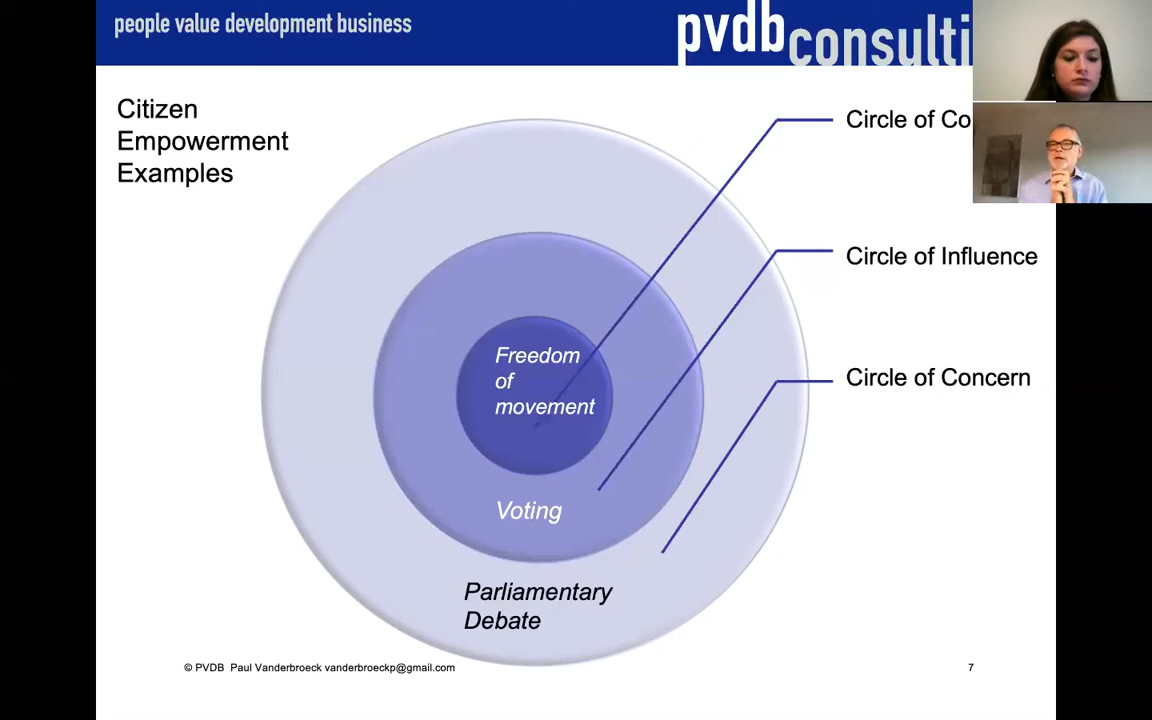 people value development business
pvdbconsulti
Citizen
Empowerment
Examples
Circle of Co
Circle of Influence
Circle of Concern
Freedom
of
movement
Voting
Parliamentary
Debate
© PVDB Paul Vanderbroeck vanderbroeckp@gmail.com
7